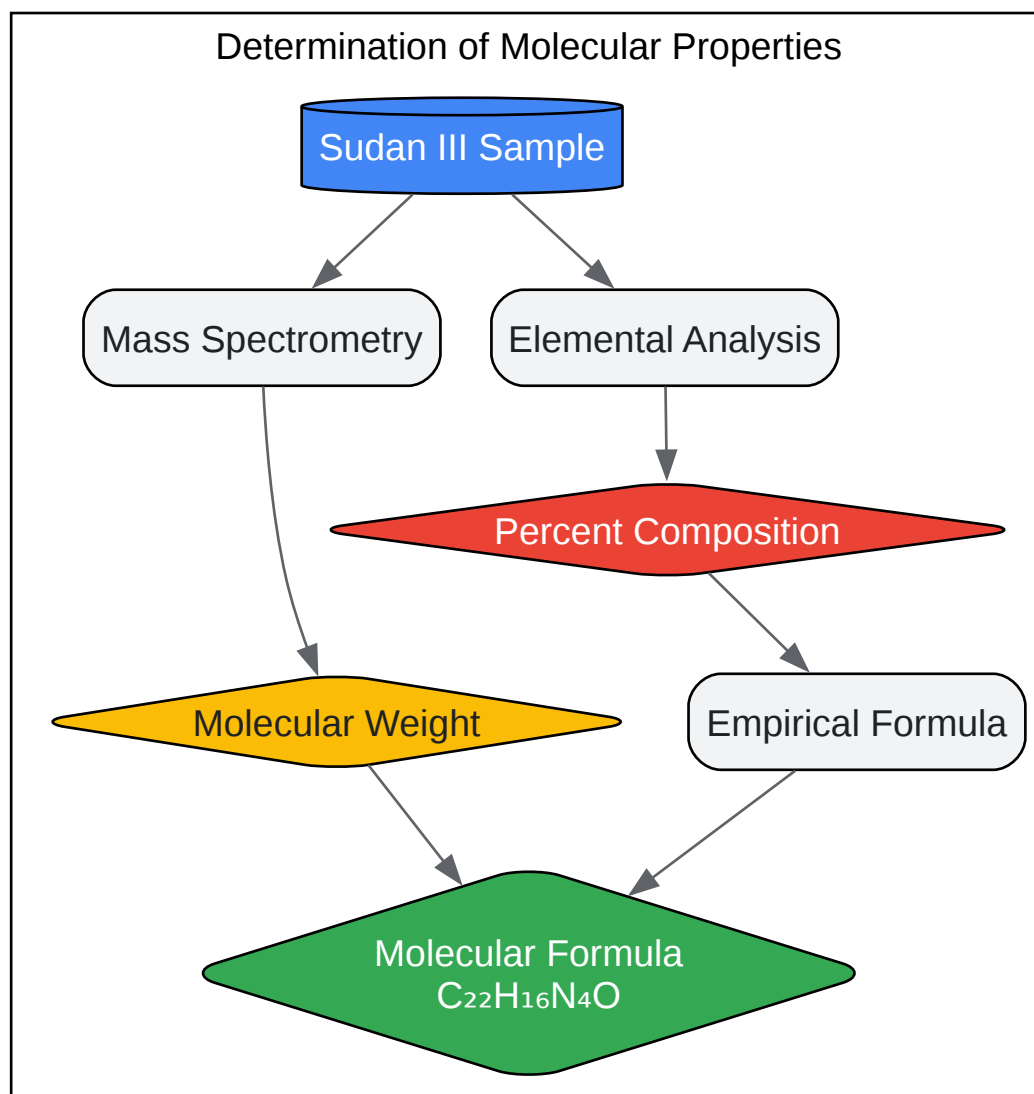 Determination of Molecular Properties
Sudan III Sample
Mass Spectrometry
Elemental Analysis
Percent Composition
Molecular Weight
Empirical Formula
Molecular Formula
C₂₂H₁₆N₄O